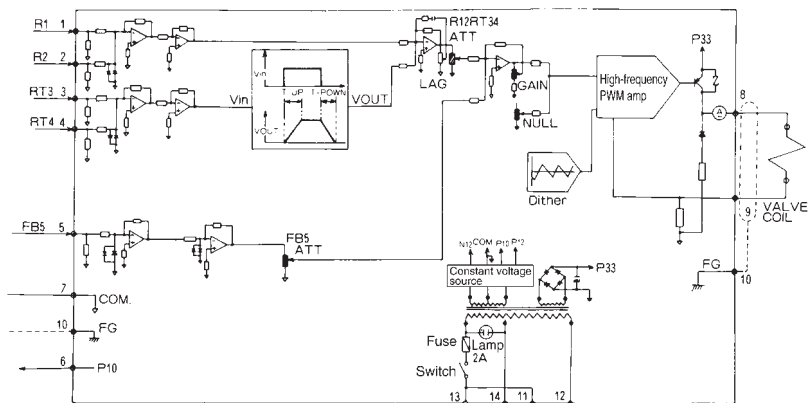 R1 1
R2 2
RT3 3
RT4 4
Vin
Vin
VOUT
T-UP T-POWN
VOUT
R12RT34
ATT
LAG
GAIN
NULL
High-frequency
PWM amp
P33
A
8
Dither
9
VALVE
COIL
FG
10
FB5 5
FB5
ATT
N12 COM P10 P12
Constant voltage
source
P33
7
COM.
10
FG
6
P10
Fuse
Lamp
2A
Switch
13 14 11 12